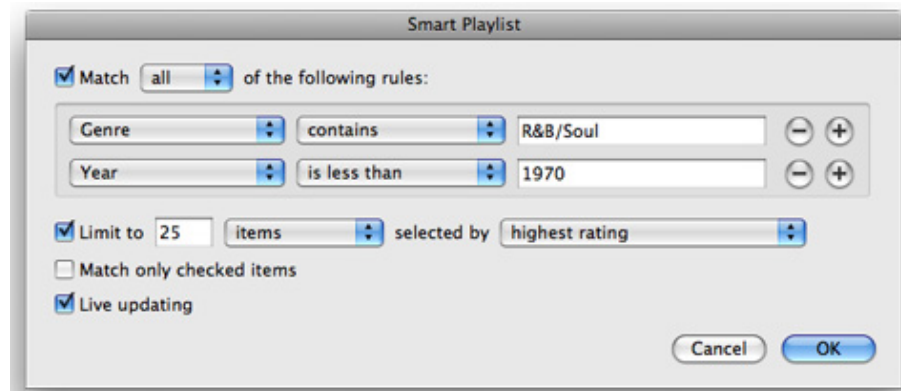 Smart Playlist
Match all of the following rules:
Genre contains R&B/Soul
Year is less than 1970
Limit to 25 items selected by highest rating
Match only checked items
Live updating
Cancel OK